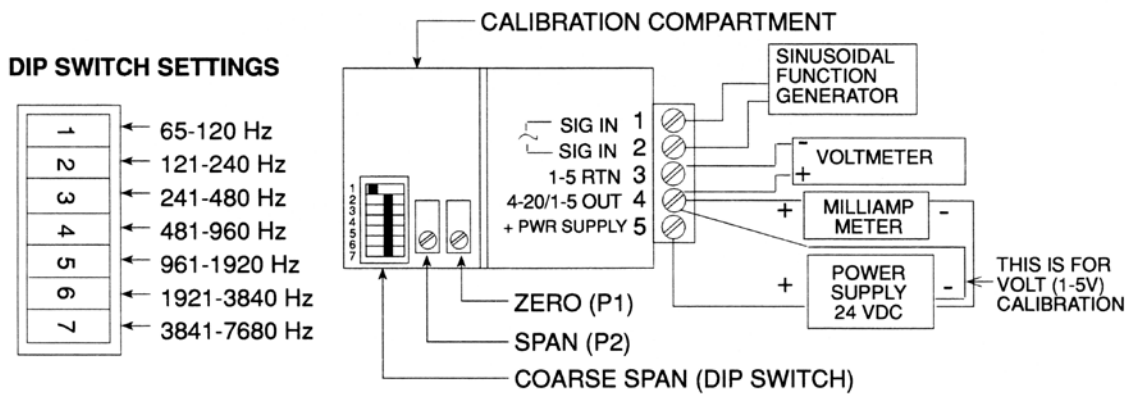 CALIBRATION COMPARTMENT
DIP SWITCH SETTINGS
1 65-120 Hz
2 121-240 Hz
3 241-480 Hz
4 481-960 Hz
5 961-1920 Hz
6 1921-3840 Hz
7 3841-7680 Hz
1
2
3
4
5
6
7
SIG IN 1
SIG IN 2
1-5 RTN 3
4-20/1-5 OUT 4
+ PWR SUPPLY 5
SINUSOIDAL
FUNCTION
GENERATOR
- VOLTMETER
+
+ MILLIAMP -
METER
+ POWER -
SUPPLY
24 VDC
THIS IS FOR
VOLT (1-5V)
CALIBRATION
ZERO (P1)
SPAN (P2)
COARSE SPAN (DIP SWITCH)